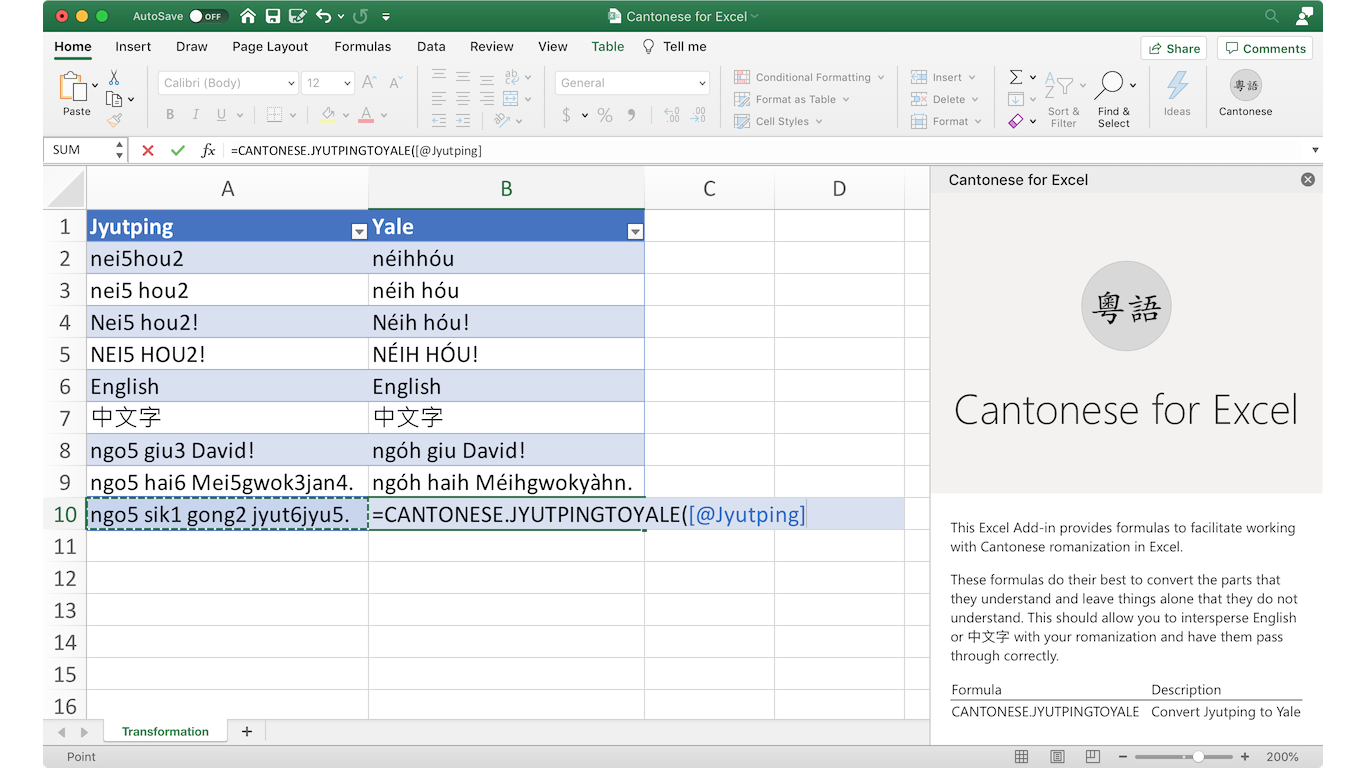 AutoSave OFF Cantonese for Excel
Home Insert Draw Page Layout Formulas Data Review View Table Tell me Share Comments
Paste Calibri (Body) 12 A A General Conditional Formatting Insert 粵語
B I U A ab $ % Format as Table Delete Sort & Filter Find & Select Ideas Cantonese
Cell Styles Format
SUM fx =CANTONESE.JYUTPINGTOYALE([@Jyutping]
A B C D
1 Jyutping Yale
2 nei5hou2 néihhóu
3 nei5 hou2 néih hóu
4 Nei5 hou2! Néih hóu!
5 NEI5 HOU2! NÉIH HÓU!
6 English English
7 中文字 中文字
8 ngo5 giu3 David! ngóh giu David!
9 ngo5 hai6 Mei5gwok3jan4. ngóh haih Méihgwokyàhn.
10 ngo5 sik1 gong2 jyut6jyu5. =CANTONESE.JYUTPINGTOYALE([@Jyutping]
11
12
13
14
15
16
Transformation +
Point 200%
Cantonese for Excel
粵語
Cantonese for Excel
This Excel Add-in provides formulas to facilitate working
with Cantonese romanization in Excel.
These formulas do their best to convert the parts that
they understand and leave things alone that they do not
understand. This should allow you to intersperse English
or 中文字 with your romanization and have them pass
through correctly.
Formula Description
CANTONESE.JYUTPINGTOYALE Convert Jyutping to Yale